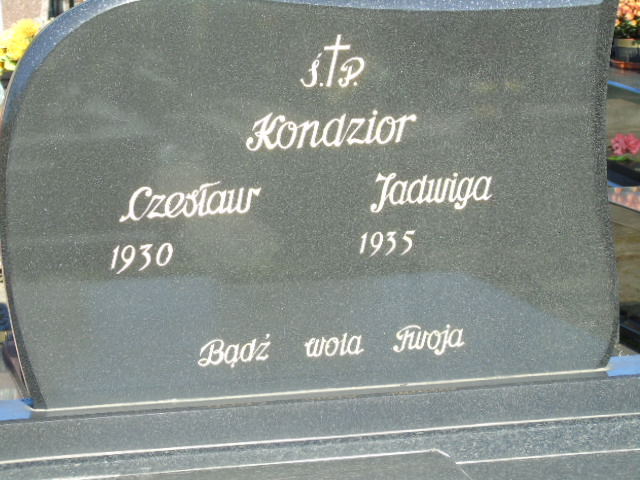 Ś.†P.
Kondzior
Czesław Jadwiga
1930 1935
Bądź wola Twoja